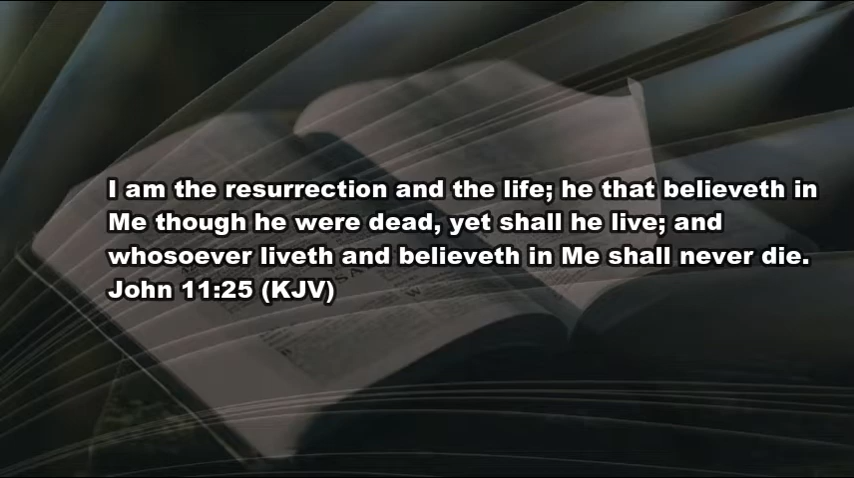 I am the resurrection and the life; he that believeth in
Me though he were dead, yet shall he live; and
whosoever liveth and believeth in Me shall never die.
John 11:25 (KJV)